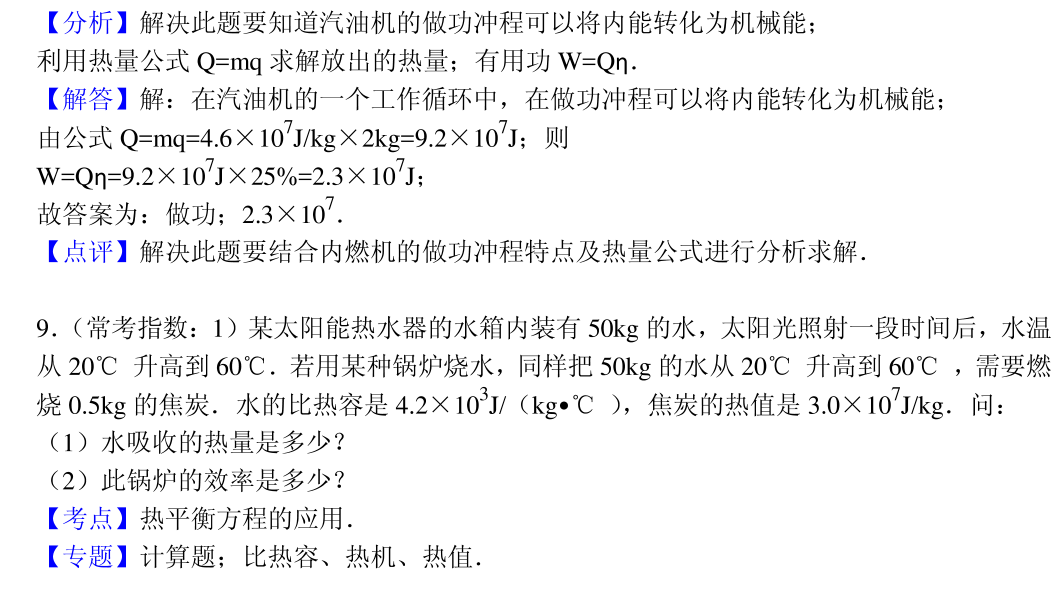 【分析】解决此题要知道汽油机的做功冲程可以将内能转化为机械能；
利用热量公式 Q=mq 求解放出的热量；有用功 W=Qη．
【解答】解：在汽油机的一个工作循环中，在做功冲程可以将内能转化为机械能；
由公式 Q=mq=4.6×10⁷J/kg×2kg=9.2×10⁷J；则
W=Qη=9.2×10⁷J×25%=2.3×10⁷J；
故答案为：做功；2.3×10⁷．
【点评】解决此题要结合内燃机的做功冲程特点及热量公式进行分析求解．
9．（常考指数：1）某太阳能热水器的水箱内装有 50kg 的水，太阳光照射一段时间后，水温
从 20℃ 升高到 60℃．若用某种锅炉烧水，同样把 50kg 的水从 20℃ 升高到 60℃ ，需要燃
烧 0.5kg 的焦炭．水的比热容是 4.2×10³J/（kg•℃ ），焦炭的热值是 3.0×10⁷J/kg．问：
（1）水吸收的热量是多少？
（2）此锅炉的效率是多少？
【考点】热平衡方程的应用．
【专题】计算题；比热容、热机、热值．